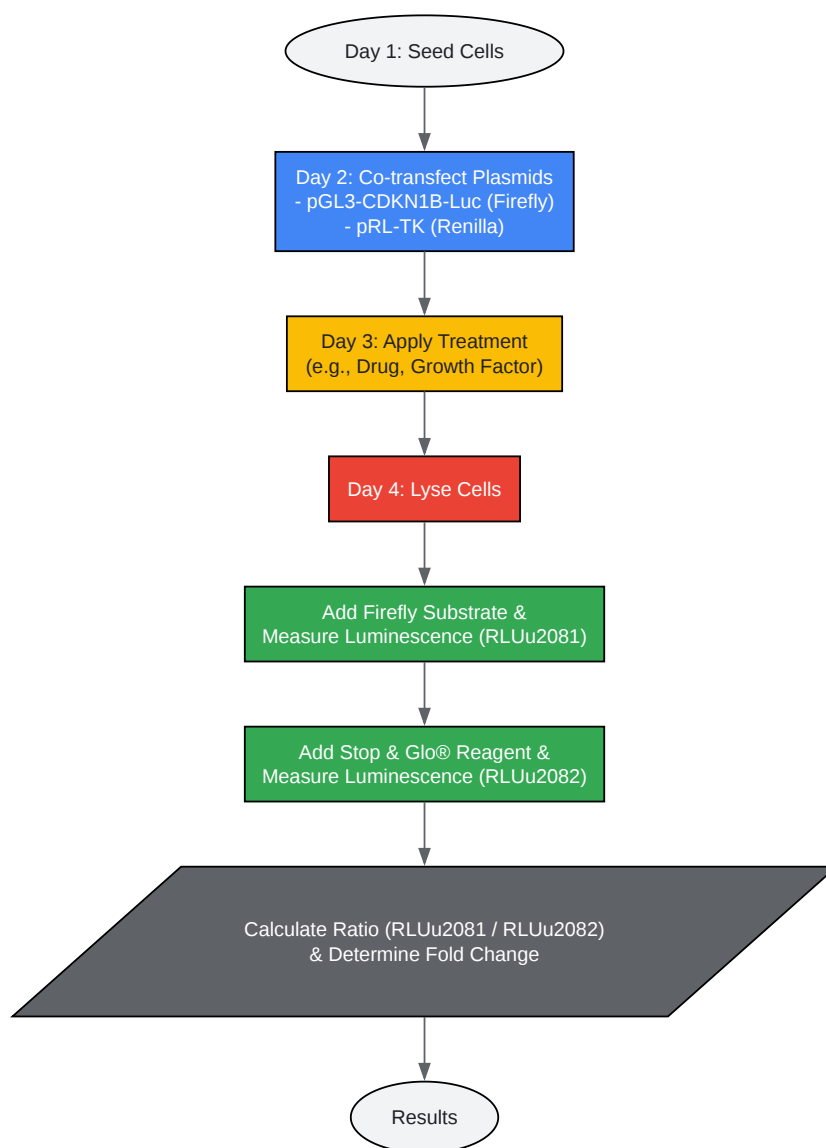 Day 1: Seed Cells
Day 2: Co-transfect Plasmids
- pGL3-CDKN1B-Luc (Firefly)
- pRL-TK (Renilla)
Day 3: Apply Treatment
(e.g., Drug, Growth Factor)
Day 4: Lyse Cells
Add Firefly Substrate &
Measure Luminescence (RLUu2081)
Add Stop & Glo® Reagent &
Measure Luminescence (RLUu2082)
Calculate Ratio (RLUu2081 / RLUu2082)
& Determine Fold Change
Results